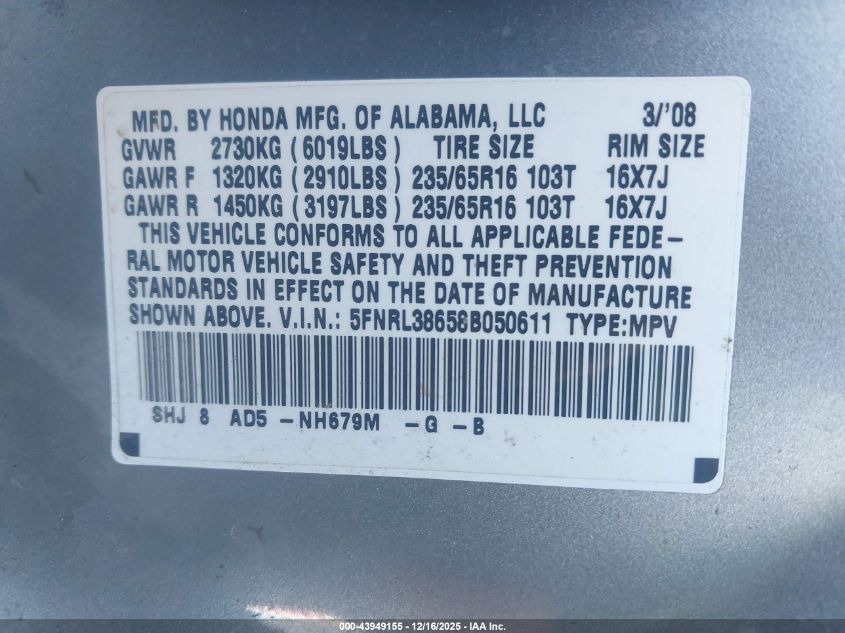 MFD. BY HONDA MFG. OF ALABAMA, LLC 3/'08
GVWR 2730KG (6019LBS) TIRE SIZE RIM SIZE
GAWR F 1320KG (2910LBS) 235/65R16 103T 16X7J
GAWR R 1450KG (3197LBS) 235/65R16 103T 16X7J
THIS VEHICLE CONFORMS TO ALL APPLICABLE FEDE-
RAL MOTOR VEHICLE SAFETY AND THEFT PREVENTION
STANDARDS IN EFFECT ON THE DATE OF MANUFACTURE
SHOWN ABOVE. V.I.N.: 5FNRL38658B050611 TYPE:MPV
SHJ 8 AD5 -NH679M -G -B
000-43949155 - 12/16/2025 - IAA Inc.